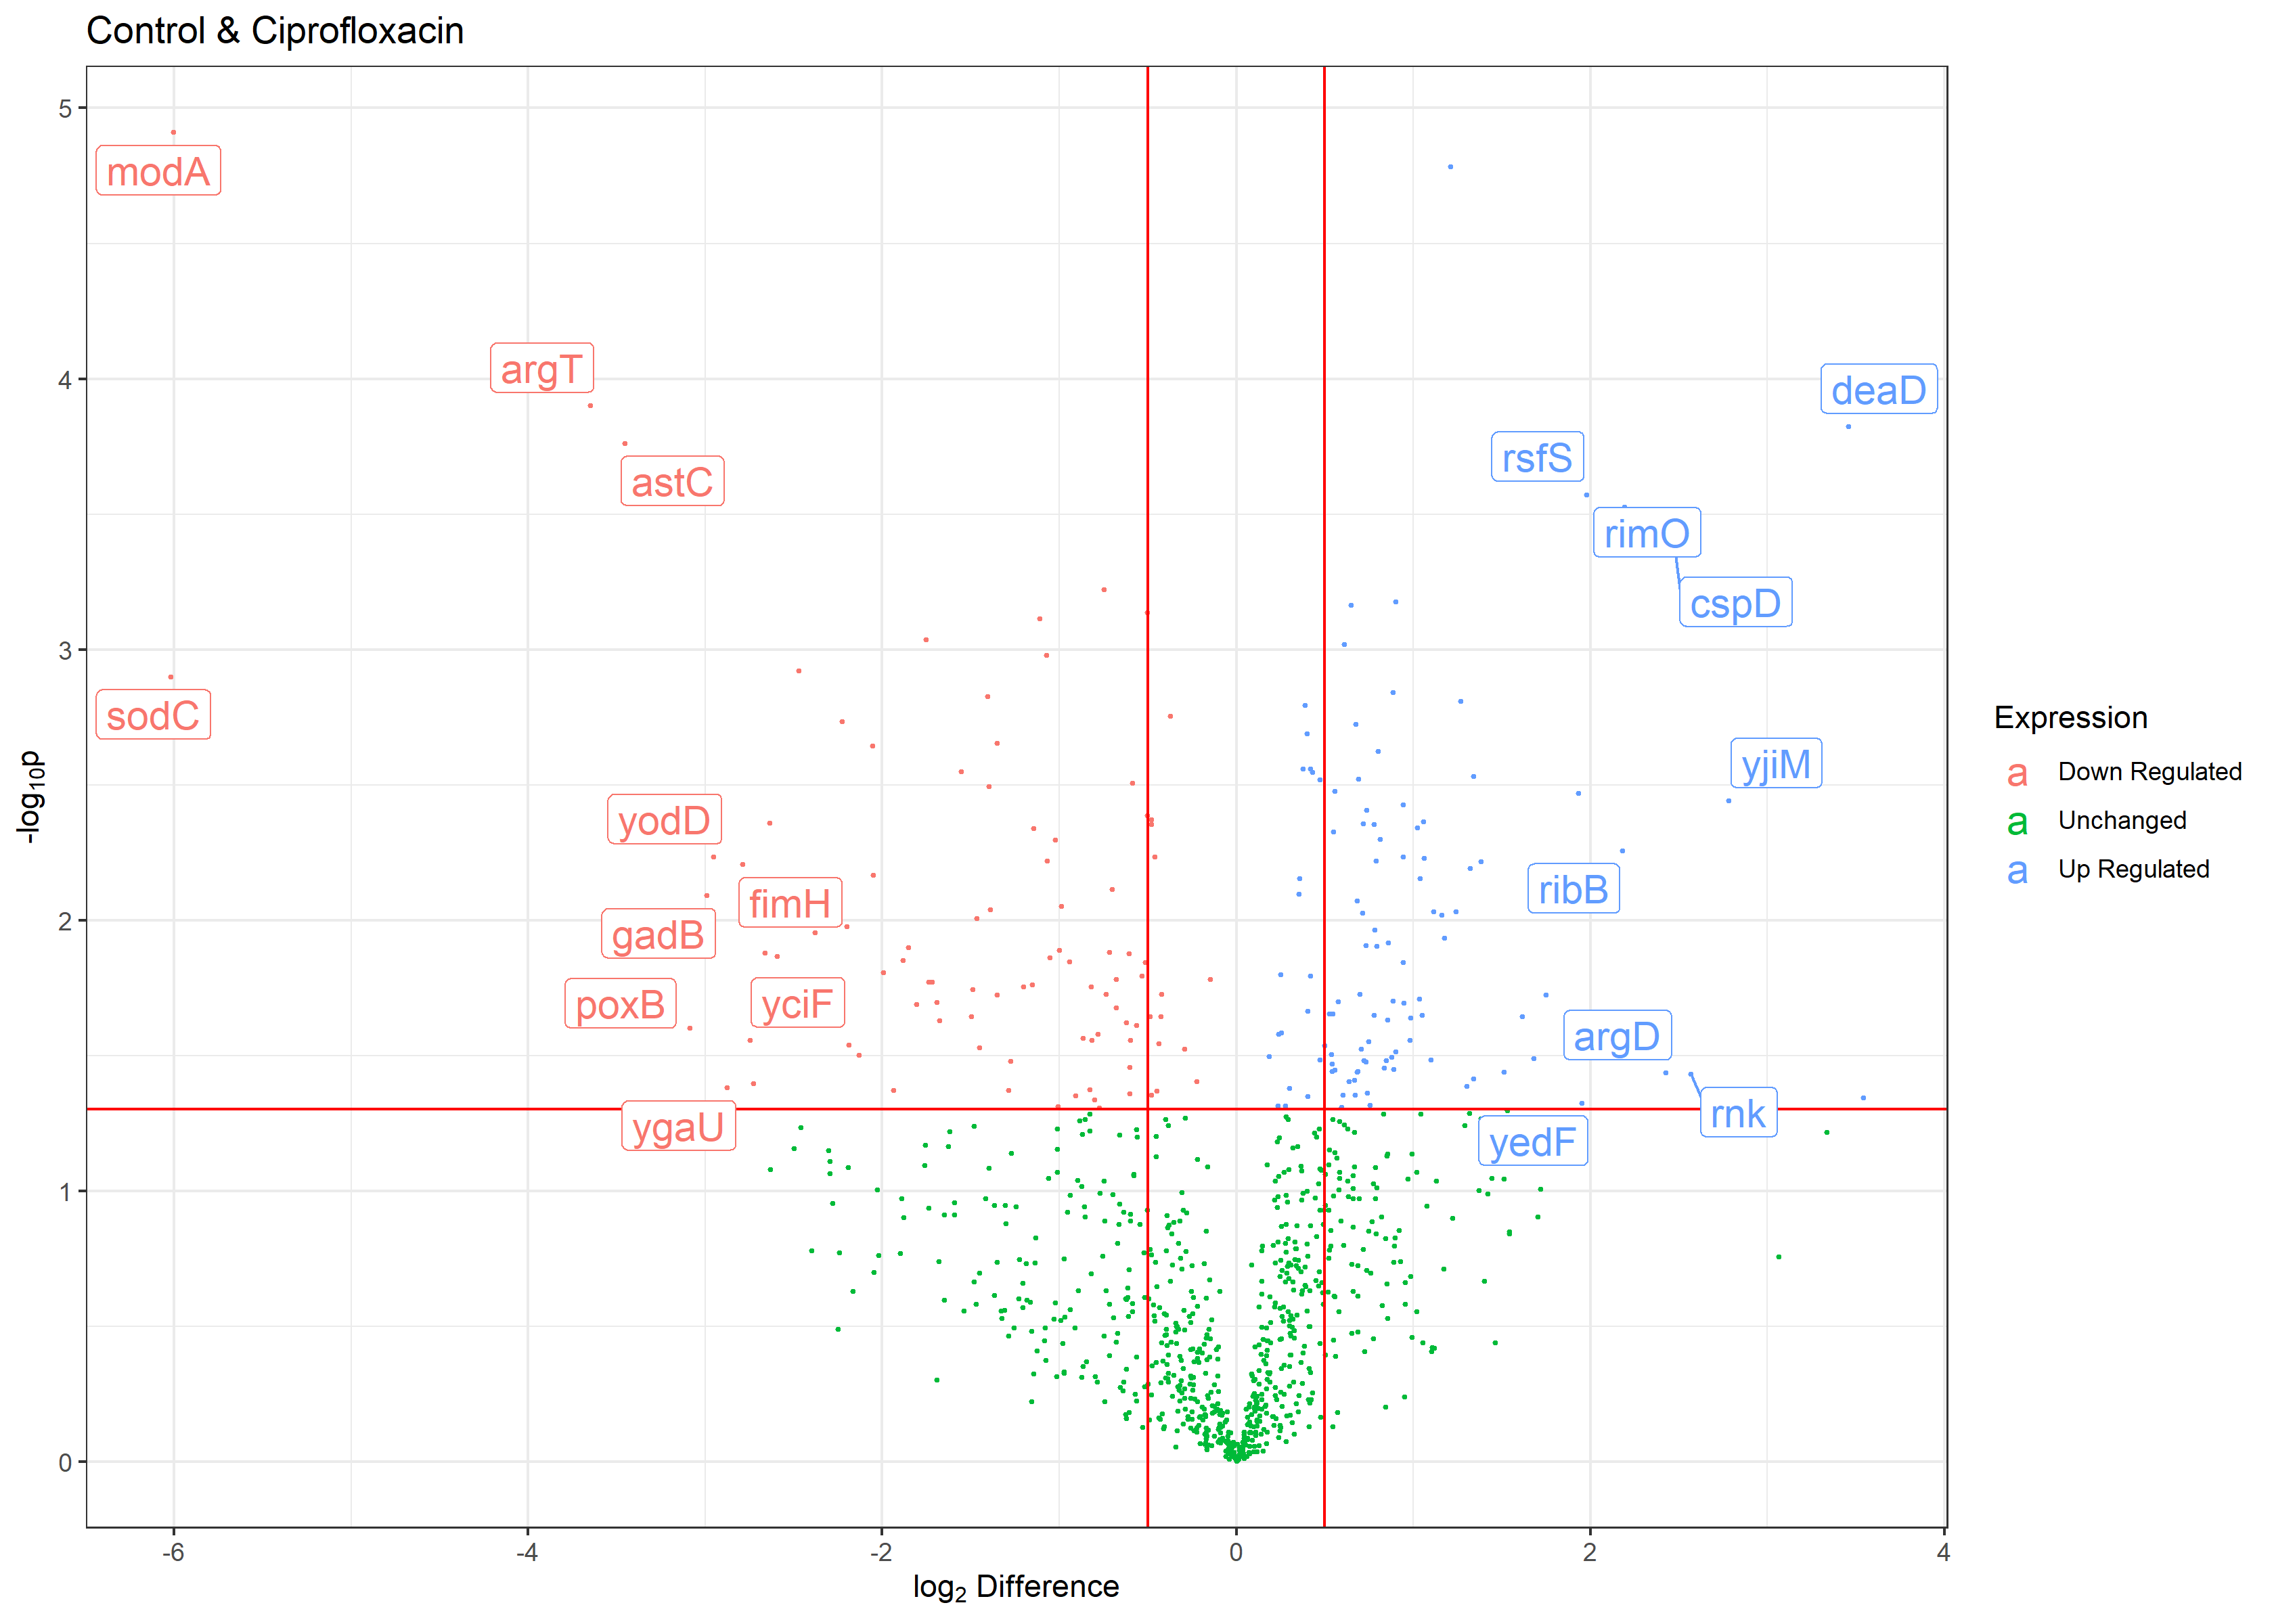 Control & Ciprofloxacin
5
4
3
2
1
0
-log10p
-6
-4
-2
0
2
4
log2 Difference
modA
argT
astC
sodC
yodD
fimH
gadB
poxB
yciF
ygaU
deaD
rsfS
rimO
cspD
yjiM
ribB
argD
rnk
yedF
Expression
a Down Regulated
a Unchanged
a Up Regulated